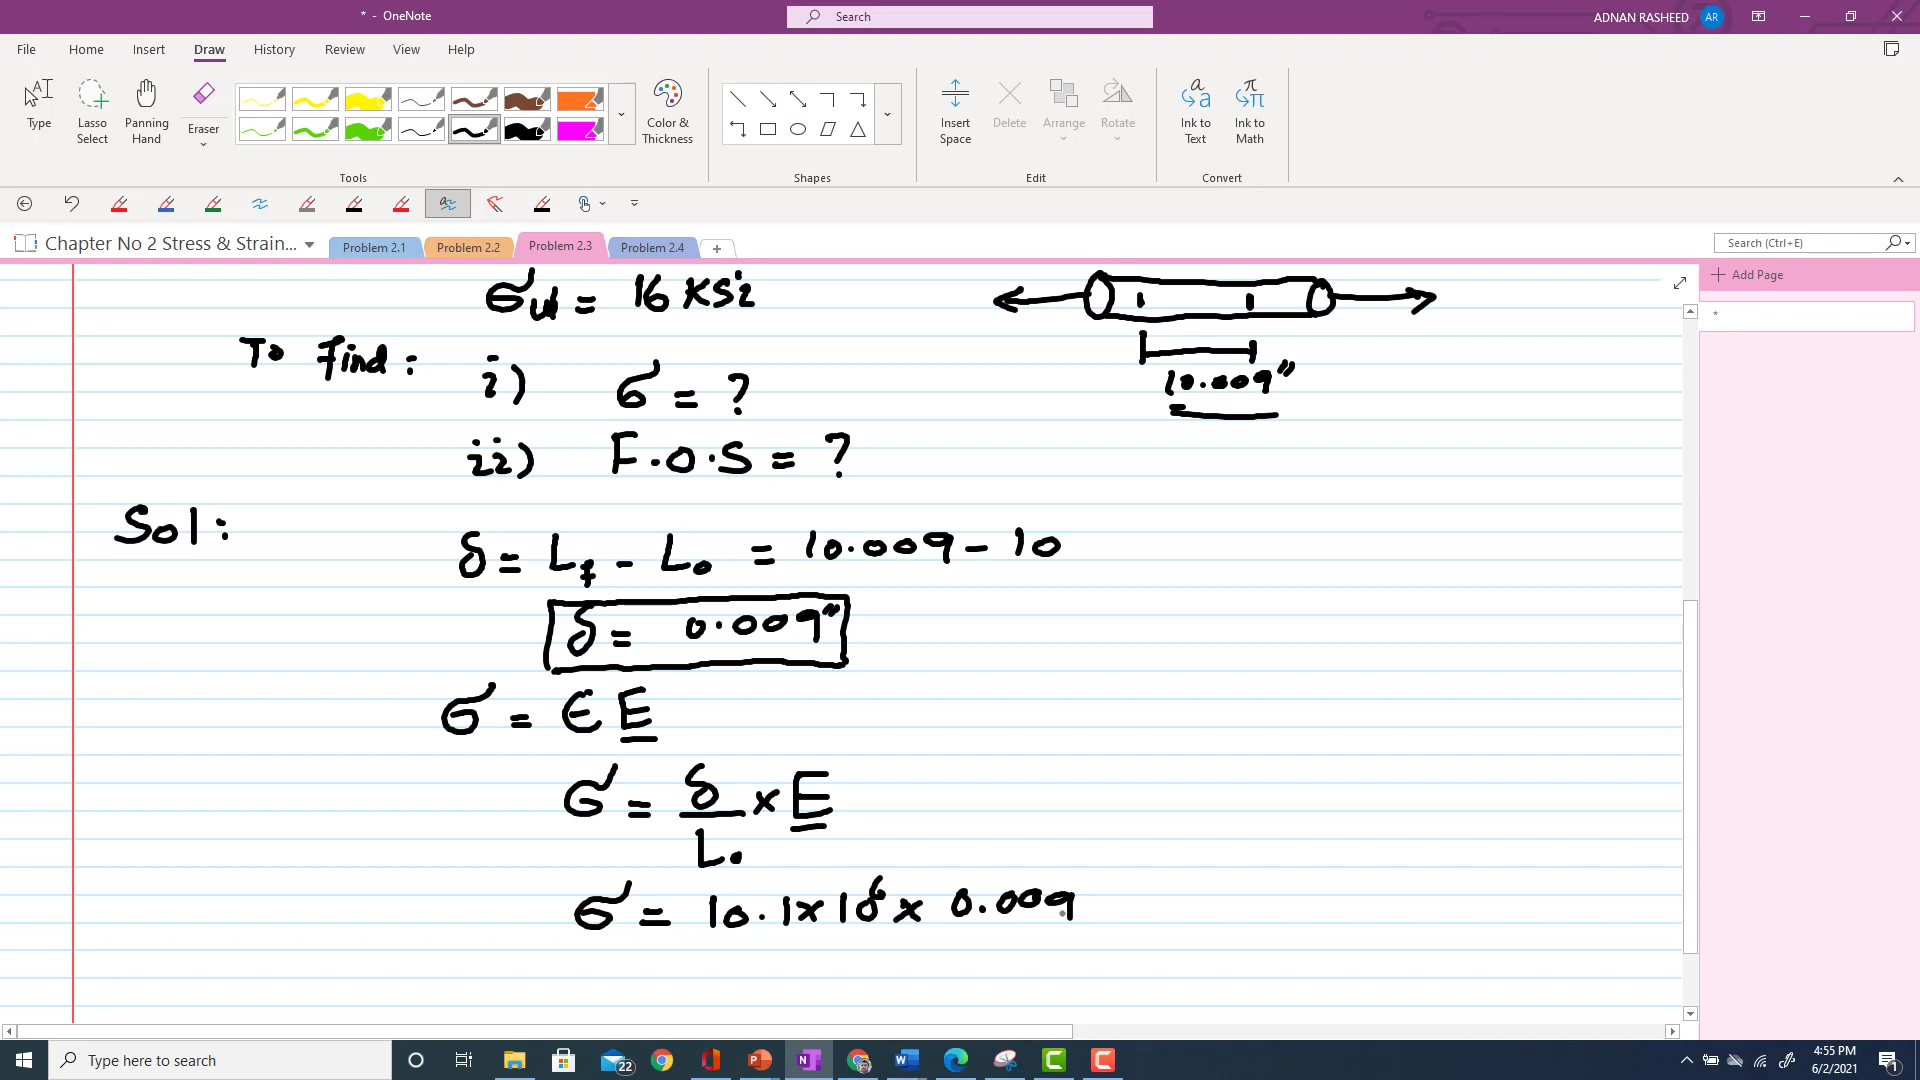 * - OneNote
Search
ADNAN RASHEED AR
File Home Insert Draw History Review View Help
Type
Lasso Select
Panning Hand
Eraser
Color & Thickness
Insert Space
Delete
Arrange
Rotate
Ink to Text
Ink to Math
Tools
Shapes
Edit
Convert
Chapter No 2 Stress & Strain...
Problem 2.1
Problem 2.2
Problem 2.3
Problem 2.4
Search (Ctrl+E)
Add Page
*
σult = 16 Ksi
To Find:
i) σ = ?
10.009"
ii) F.O.S = ?
Sol:
δ = Lf - Lo = 10.009 - 10
δ = 0.009"
σ = ϵ E
σ = δ/Lo × E
σ = 10.1 × 10⁶ × 0.009
Type here to search
22
4:55 PM
6/2/2021
1